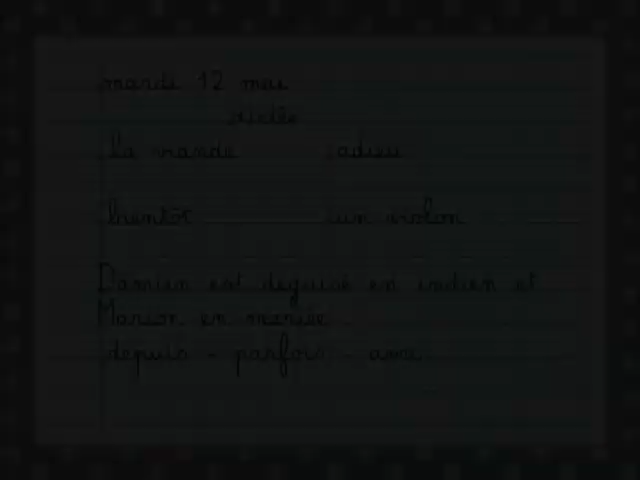 mardi 12 mai
dictée
La viande adieu
bientôt un violon
Damien est déguisé en indien et
Marion en mariée
depuis - parfois - avec